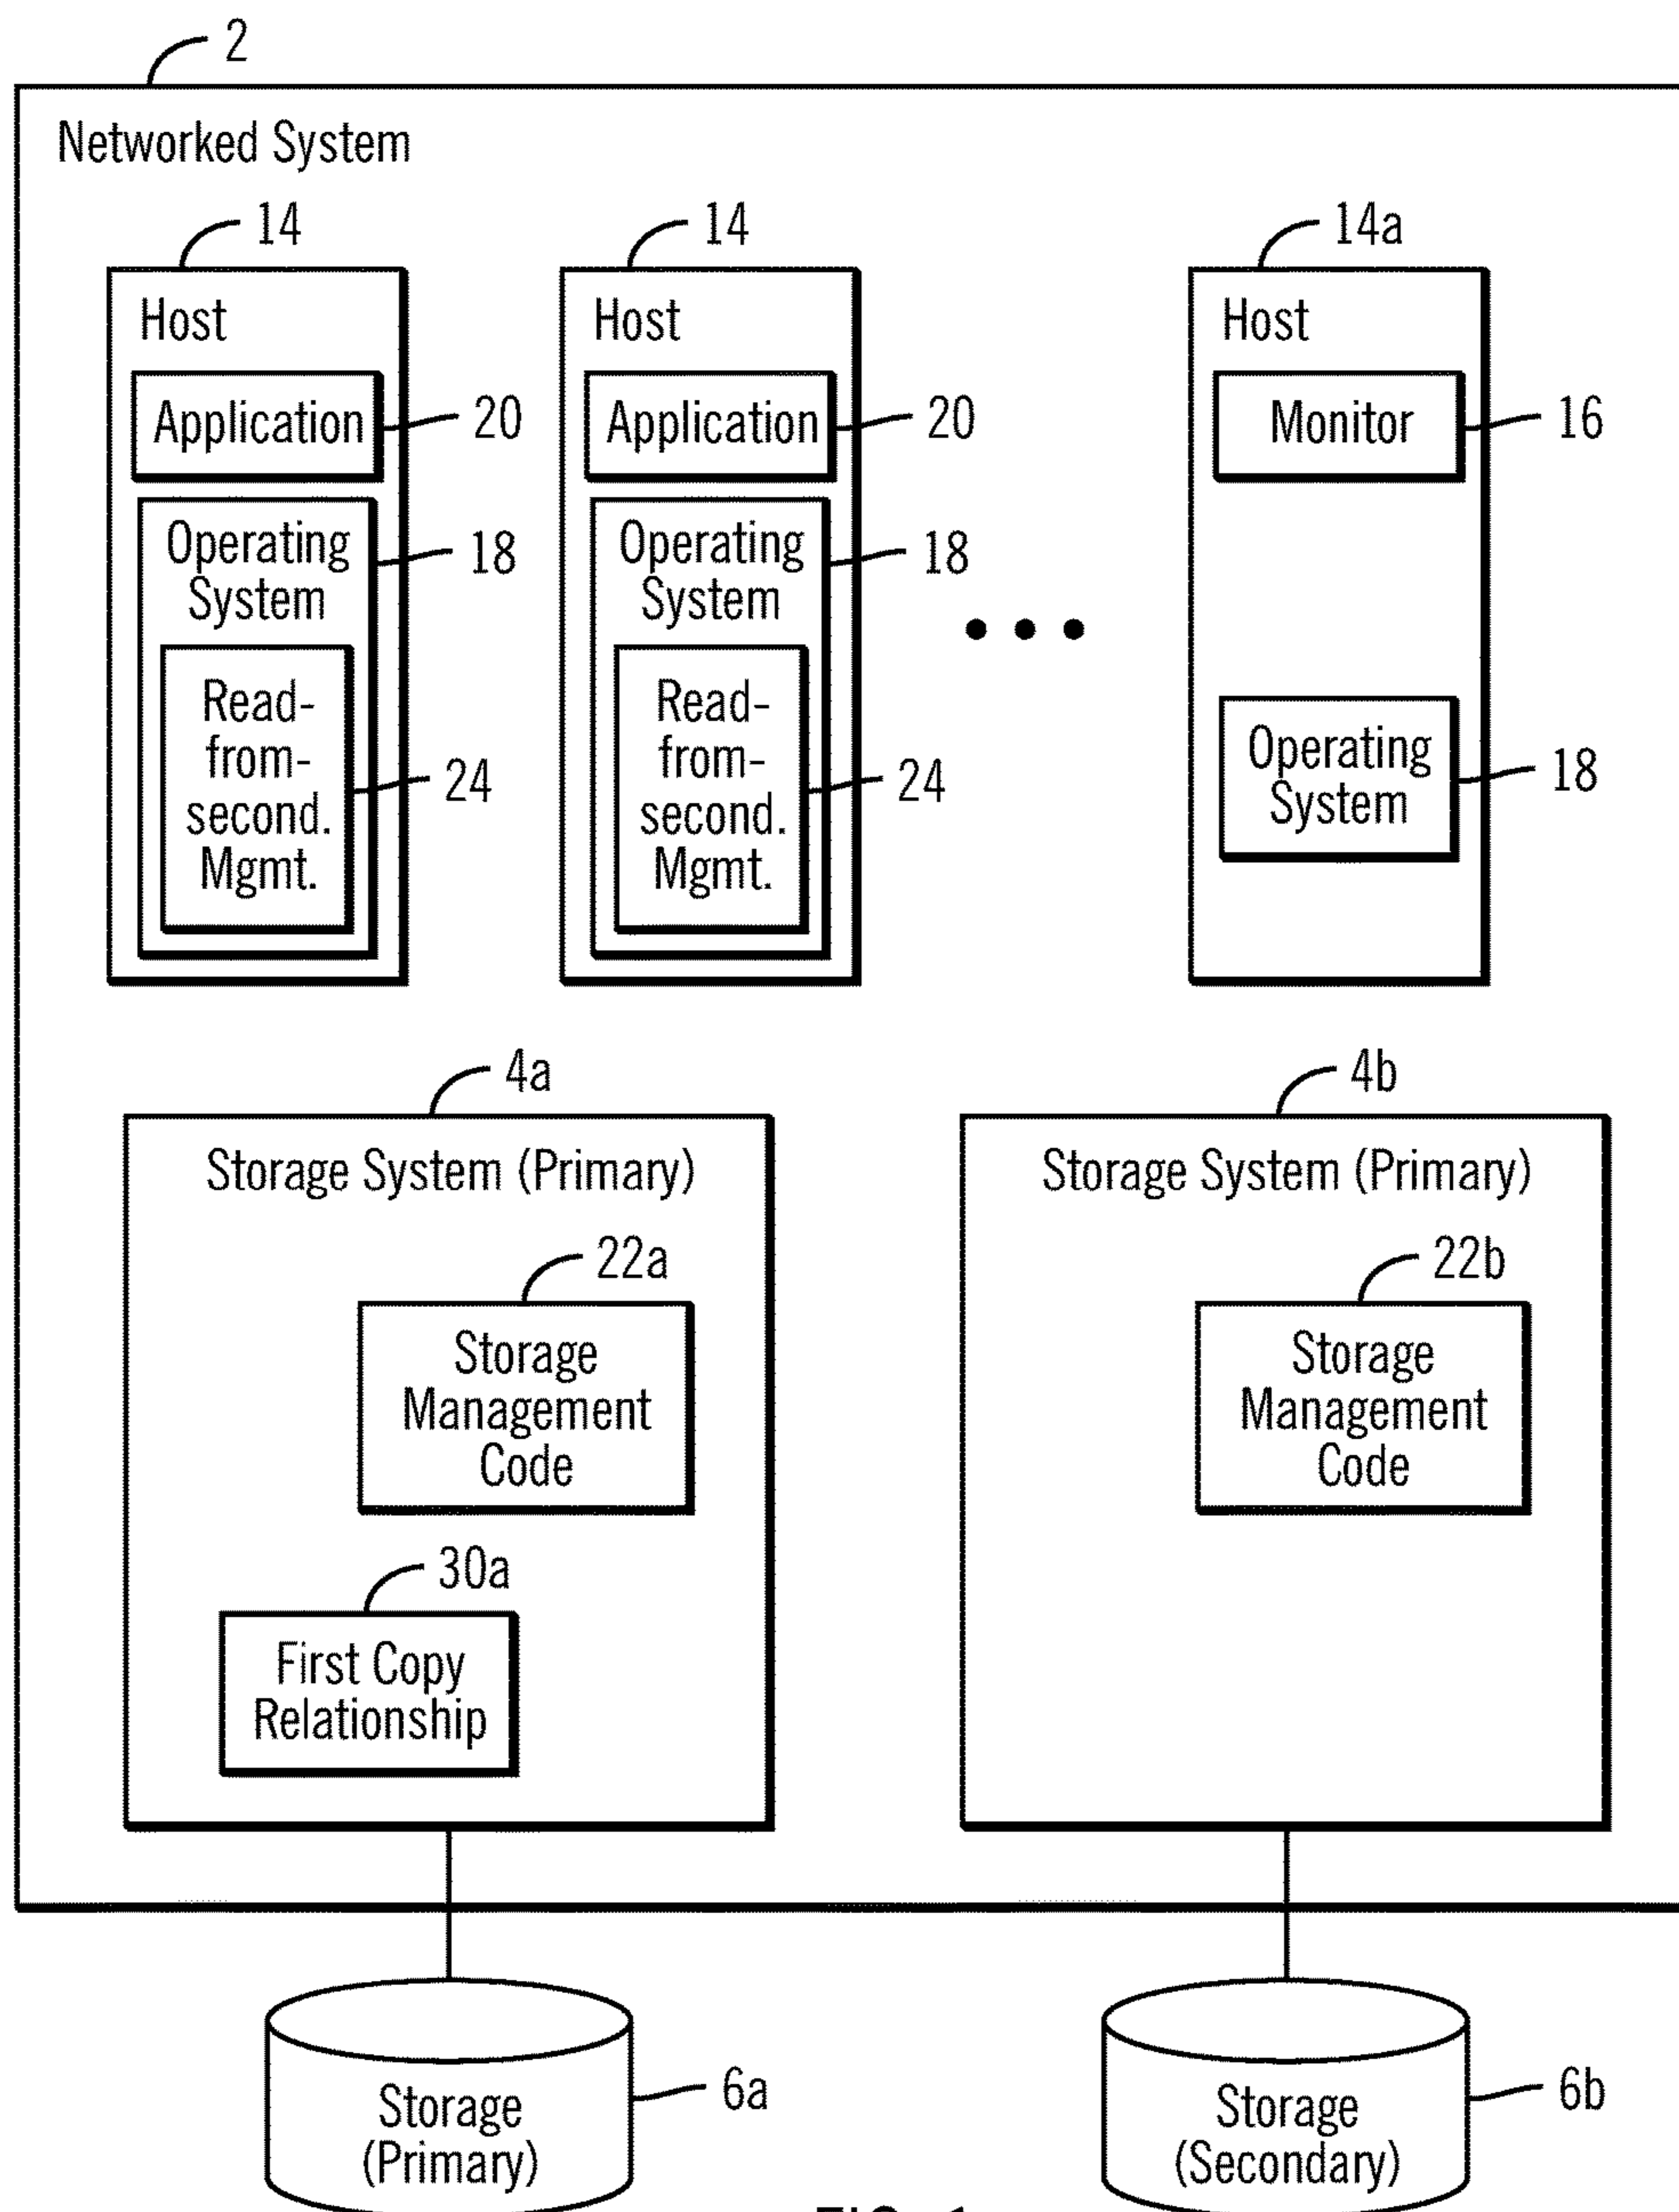 2
Networked System
14
14
14a
Host
Host
Host
Application
20
Application
20
Monitor
16
Operating
System
18
Operating
System
18
Read-
from-
second.
Mgmt.
24
Read-
from-
second.
Mgmt.
24
Operating
System
18
4a
4b
Storage System (Primary)
Storage System (Primary)
22a
22b
Storage
Management
Code
Storage
Management
Code
30a
First Copy
Relationship
Storage
(Primary)
6a
Storage
(Secondary)
6b